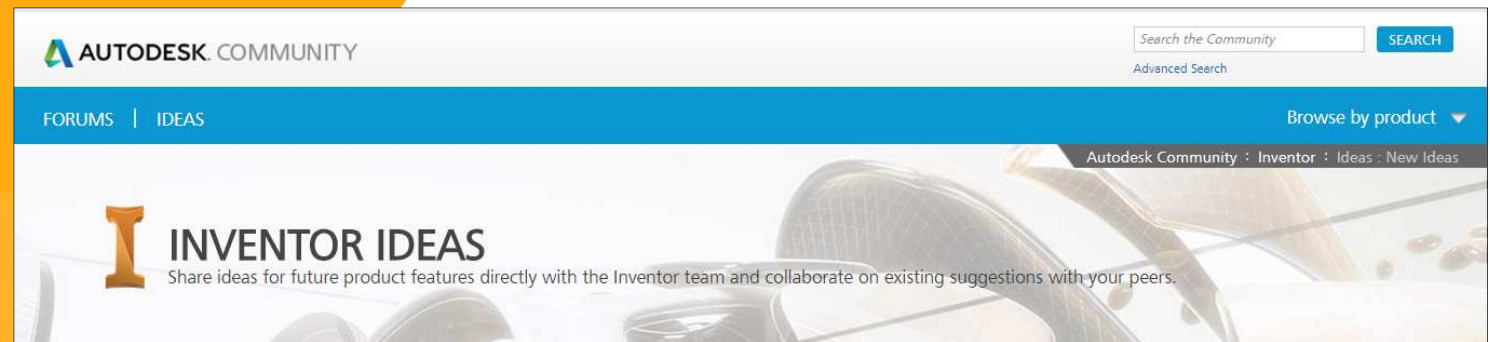 AUTODESK. COMMUNITY
Search the Community
SEARCH
Advanced Search
FORUMS | IDEAS
Browse by product
Autodesk Community : Inventor : Ideas : New Ideas
INVENTOR IDEAS
Share ideas for future product features directly with the Inventor team and collaborate on existing suggestions with your peers.